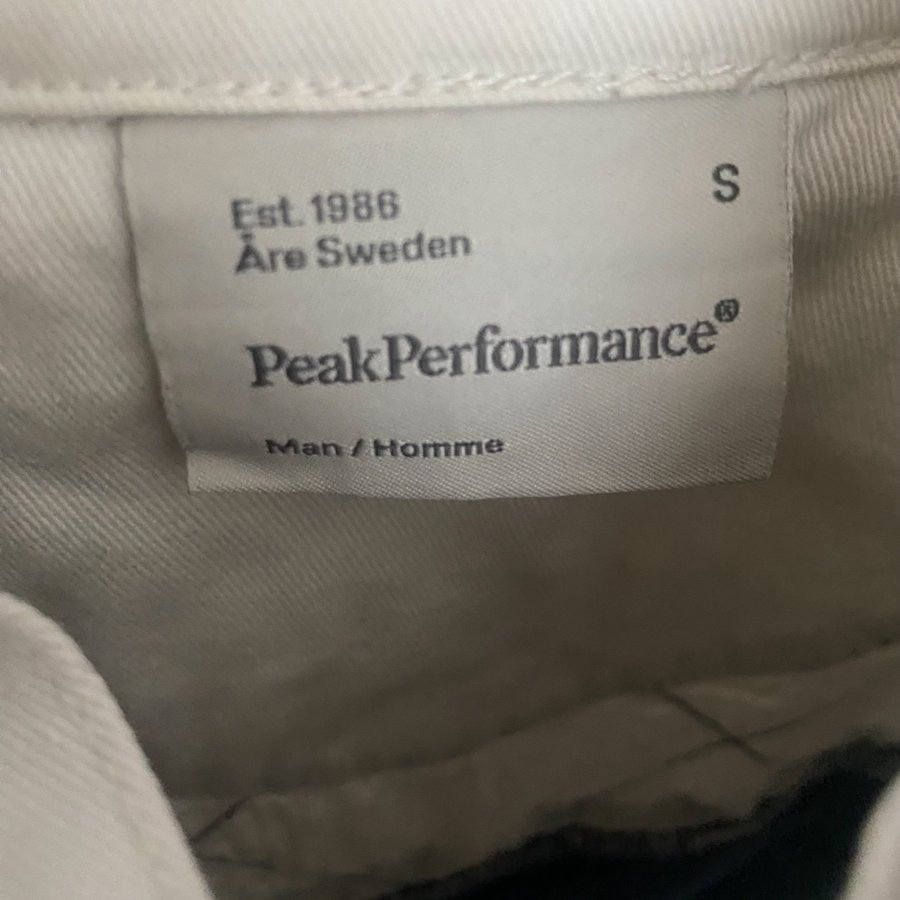 S
Est. 1986
Åre Sweden
PeakPerformance®
Man / Homme